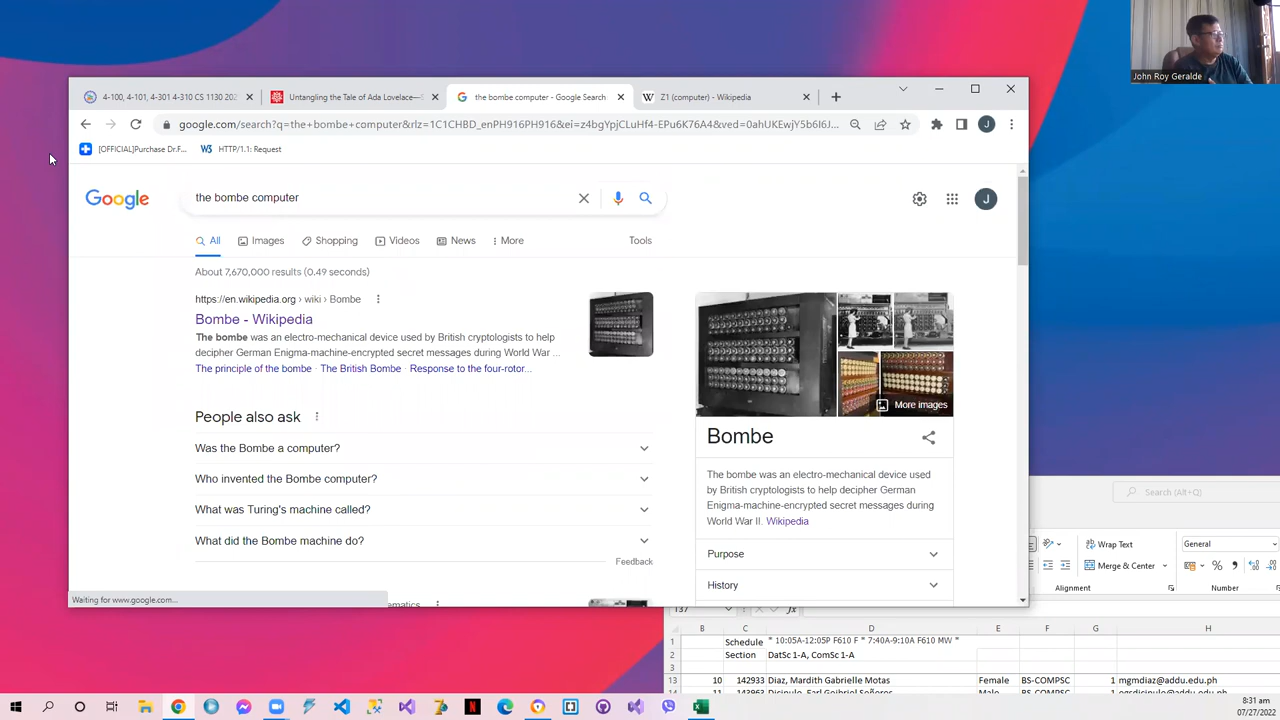 John Roy Geralde
4-100, 4-101, 4-301 4-310 CS 1130 202
Untangling the Tale of Ada Lovelace—S
the bombe computer - Google Search
Z1 (computer) - Wikipedia
google.com/search?q=the+bombe+computer&rlz=1C1CHBD_enPH916PH916&ei=z4bgYpjCLuHf4-EPu6K76A4&ved=0ahUKEwjY5b6I6J...
[OFFICIAL]Purchase Dr.F...
HTTP/1.1: Request
Google
the bombe computer
All
Images
Shopping
Videos
News
More
Tools
About 7,670,000 results (0.49 seconds)
https://en.wikipedia.org › wiki › Bombe
Bombe - Wikipedia
The bombe was an electro-mechanical device used by British cryptologists to help
decipher German Enigma-machine-encrypted secret messages during World War ...
The principle of the bombe · The British Bombe · Response to the four-rotor...
People also ask
Was the Bombe a computer?
Who invented the Bombe computer?
What was Turing's machine called?
What did the Bombe machine do?
Feedback
More images
Bombe
The bombe was an electro-mechanical device used
by British cryptologists to help decipher German
Enigma-machine-encrypted secret messages during
World War II. Wikipedia
Purpose
History
Waiting for www.google.com...
Search (Alt+Q)
Wrap Text
General
Merge & Center
Alignment
Number
B C D E F G H
1 Schedule * 10:05A-12:05P F610 F * 7:40A-9:10A F610 MW *
2 Section DatSc 1-A, ComSc 1-A
3
13 10 142933 Diaz, Mardith Gabrielle Motas Female BS-COMPSC 1 mgmdiaz@addu.edu.ph
8:31 am
07/27/2022